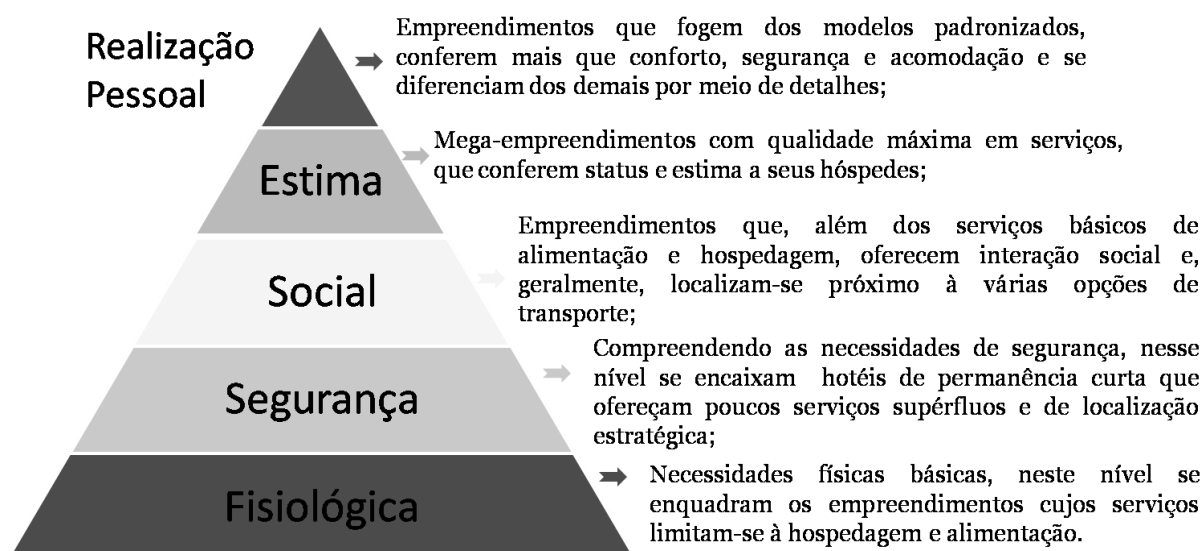 Realização
Pessoal
Empreendimentos que fogem dos modelos padronizados,
conferem mais que conforto, segurança e acomodação e se
diferenciam dos demais por meio de detalhes;
Estima
Mega-empreendimentos com qualidade máxima em serviços,
que conferem status e estima a seus hóspedes;
Social
Empreendimentos que, além dos serviços básicos de
alimentação e hospedagem, oferecem interação social e,
geralmente, localizam-se próximo à várias opções de
transporte;
Segurança
Compreendendo as necessidades de segurança, nesse
nível se encaixam hotéis de permanência curta que
ofereçam poucos serviços supérfluos e de localização
estratégica;
Fisiológica
Necessidades físicas básicas, neste nível se
enquadram os empreendimentos cujos serviços
limitam-se à hospedagem e alimentação.